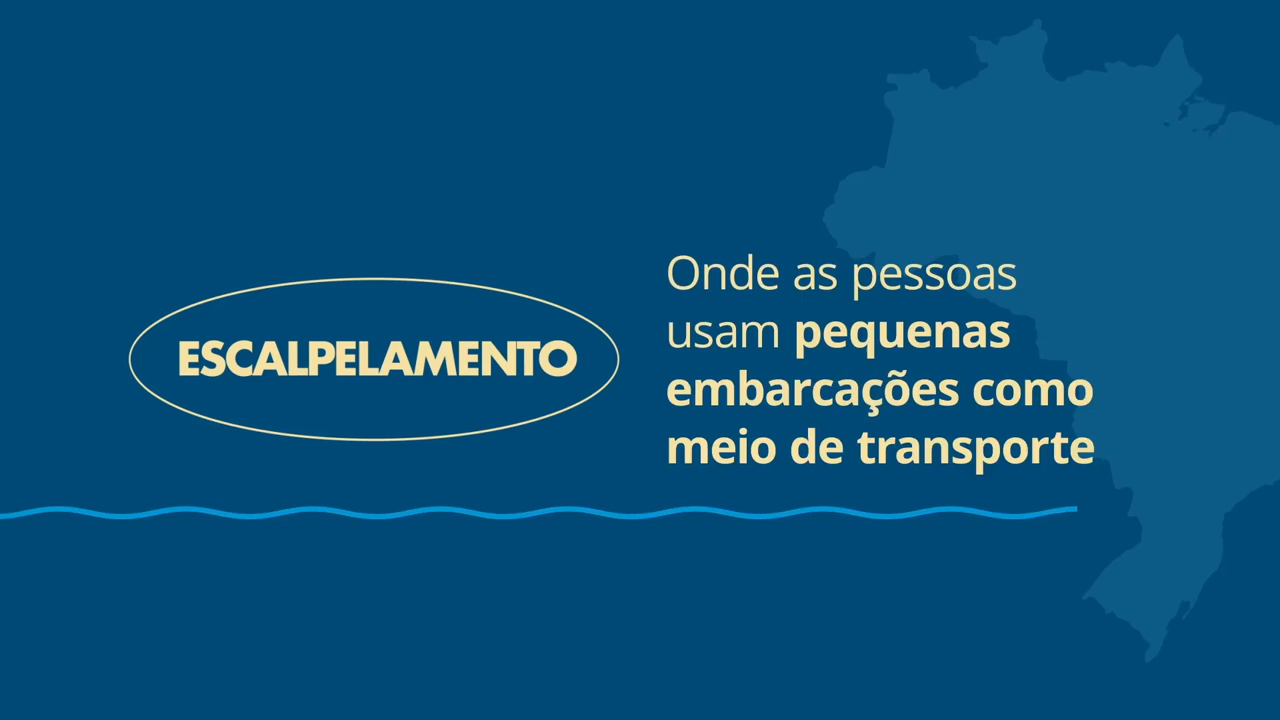 ESCALPELAMENTO
Onde as pessoas
usam pequenas
embarcações como
meio de transporte